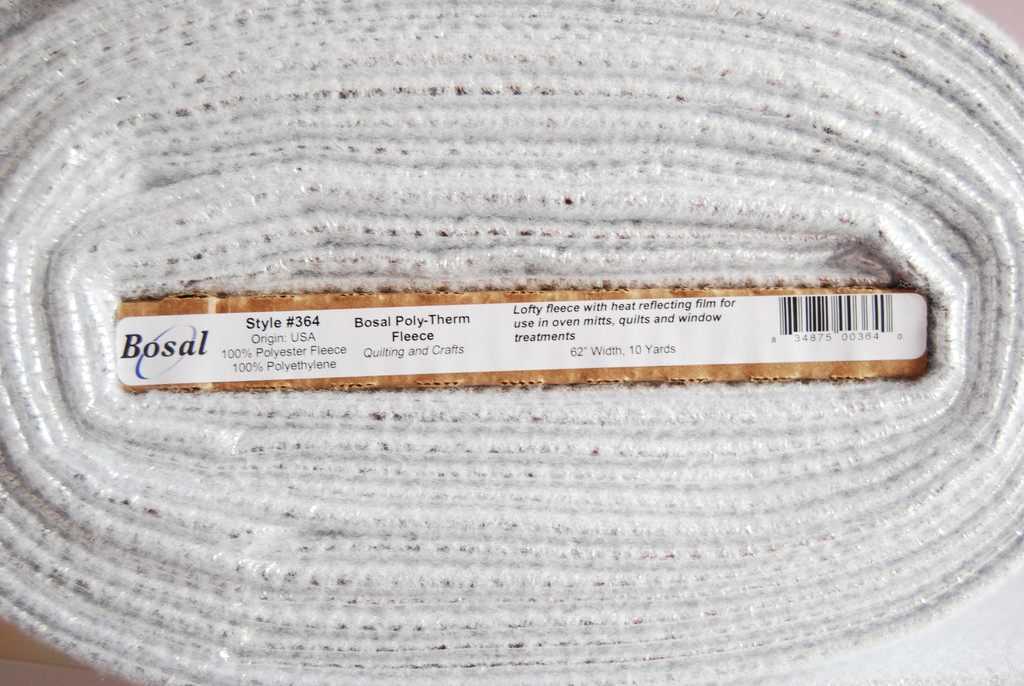 Bosal
Style #364
Origin: USA
100% Polyester Fleece
100% Polyethylene
Bosal Poly-Therm
Fleece
Quilting and Crafts
Lofty fleece with heat reflecting film for
use in oven mitts, quilts and window
treatments
62" Width, 10 Yards
8 34875 00364 0